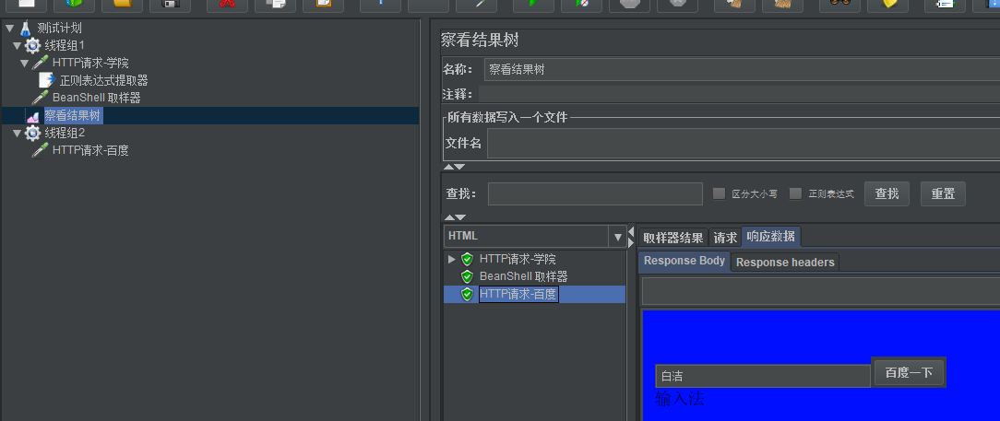 测试计划
线程组1
HTTP请求-学院
正则表达式提取器
BeanShell 取样器
察看结果树
线程组2
HTTP请求-百度
察看结果树
名称： 察看结果树
注释：
所有数据写入一个文件
文件名
查找： 区分大小写 正则表达式 查找 重置
HTML
取样器结果 请求 响应数据
HTTP请求-学院
BeanShell 取样器
HTTP请求-百度
Response Body Response headers
白洁 百度一下
输入法